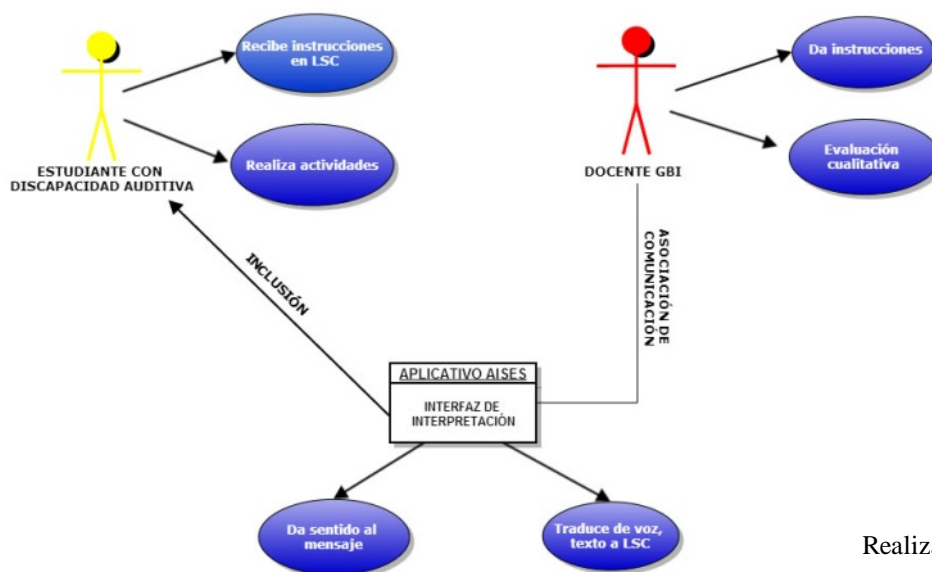 Recibe instrucciones
en LSC
Da instrucciones
Realiza actividades
Evaluación
cualitativa
ESTUDIANTE CON
DISCAPACIDAD AUDITIVA
DOCENTE GBI
INCLUSIÓN
ASOCIACIÓN DE
COMUNICACIÓN
APLICATIVO AISES
INTERFAZ DE
INTERPRETACIÓN
Da sentido al
mensaje
Traduce de voz,
texto a LSC